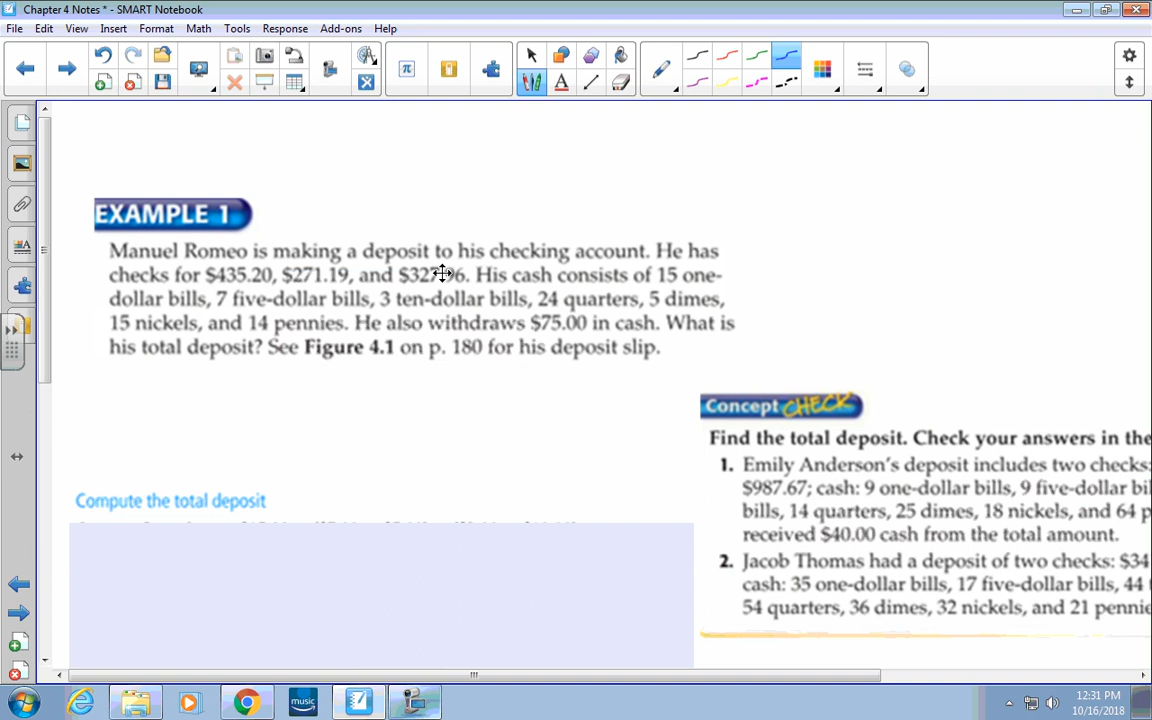 Chapter 4 Notes * - SMART Notebook
File Edit View Insert Format Math Tools Response Add-ons Help
EXAMPLE 1
Manuel Romeo is making a deposit to his checking account. He has
checks for $435.20, $271.19, and His cash consists of 15 one-
dollar bills, 7 five-dollar bills, 3 ten-dollar bills, 24 quarters, 5 dimes,
15 nickels, and 14 pennies. He also withdraws $75.00 in cash. What is
his total deposit? See Figure 4.1 on p. 180 for his deposit slip.
Concept CHECK
Find the total deposit. Check your answers in the
1. Emily Anderson's deposit includes two checks:
$987.67; cash: 9 one-dollar bills, 9 five-dollar bi
bills, 14 quarters, 25 dimes, 18 nickels, and 64 p
received $40.00 cash from the total amount.
2. Jacob Thomas had a deposit of two checks: $34
cash: 35 one-dollar bills, 17 five-dollar bills, 44
54 quarters, 36 dimes, 32 nickels, and 21 pennie
Compute the total deposit
music
12:31 PM
10/16/2018